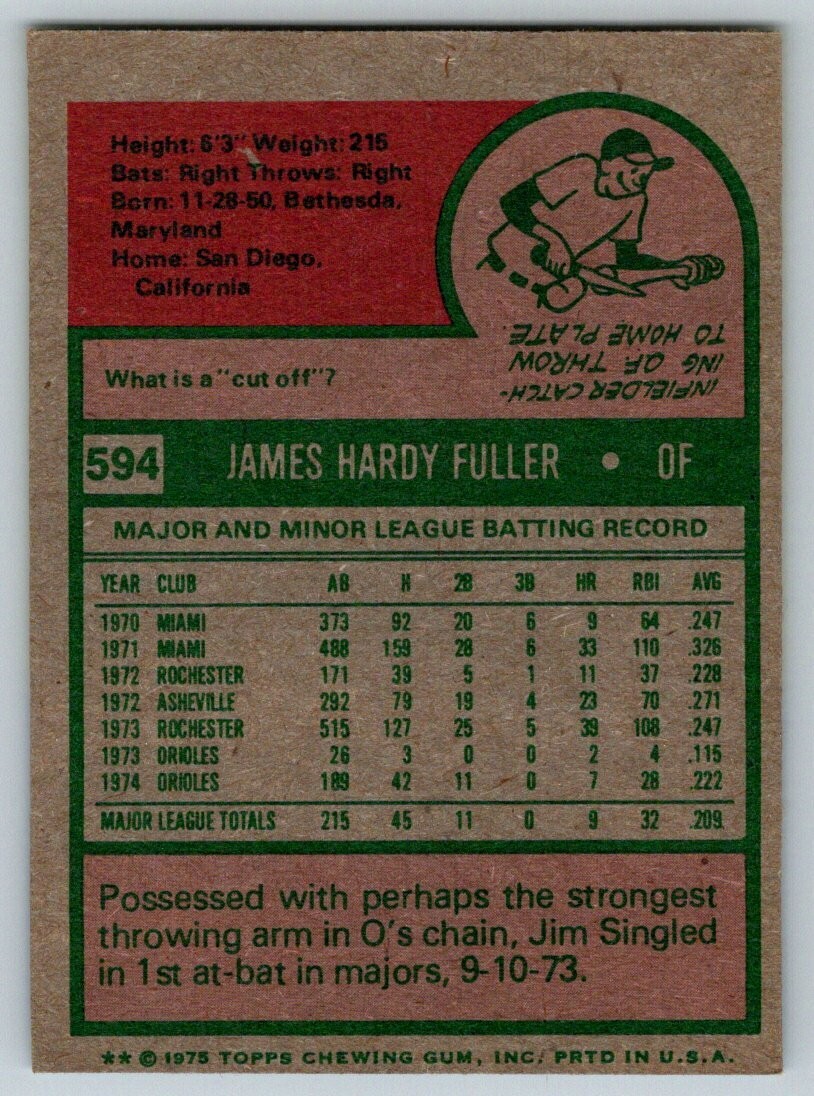 Height: 6'3" Weight: 215
Bats: Right Throws: Right
Born: 11-28-50, Bethesda,
Maryland
Home: San Diego,
California
What is a "cut off"?
INFIELDER CATCH-
ING OF THROW
TO HOME PLATE.
594 JAMES HARDY FULLER • OF
MAJOR AND MINOR LEAGUE BATTING RECORD
YEAR CLUB AB H 2B 3B HR RBI AVG
1970 MIAMI 373 92 20 6 9 64 .247
1971 MIAMI 488 159 28 6 33 110 .326
1972 ROCHESTER 171 39 5 1 11 37 .228
1972 ASHEVILLE 292 79 19 4 23 70 .271
1973 ROCHESTER 515 127 25 5 39 108 .247
1973 ORIOLES 26 3 0 0 2 4 .115
1974 ORIOLES 189 42 11 0 7 28 .222
MAJOR LEAGUE TOTALS 215 45 11 0 9 32 .209
Possessed with perhaps the strongest
throwing arm in O's chain, Jim Singled
in 1st at-bat in majors, 9-10-73.
** © 1975 TOPPS CHEWING GUM, INC. PRTD IN U.S.A.